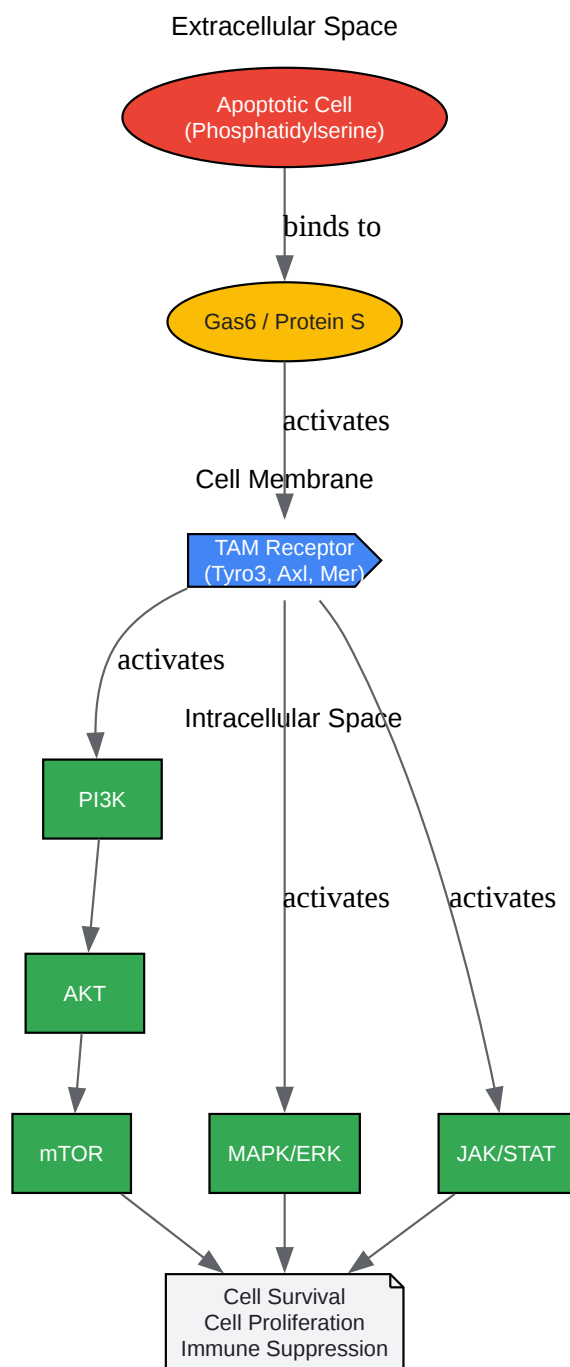 Extracellular Space
Apoptotic Cell
(Phosphatidylserine)
binds to
Gas6 / Protein S
activates
Cell Membrane
TAM Receptor
(Tyro3, Axl, Mer)
activates
Intracellular Space
PI3K
activates
activates
AKT
mTOR
MAPK/ERK
JAK/STAT
Cell Survival
Cell Proliferation
Immune Suppression